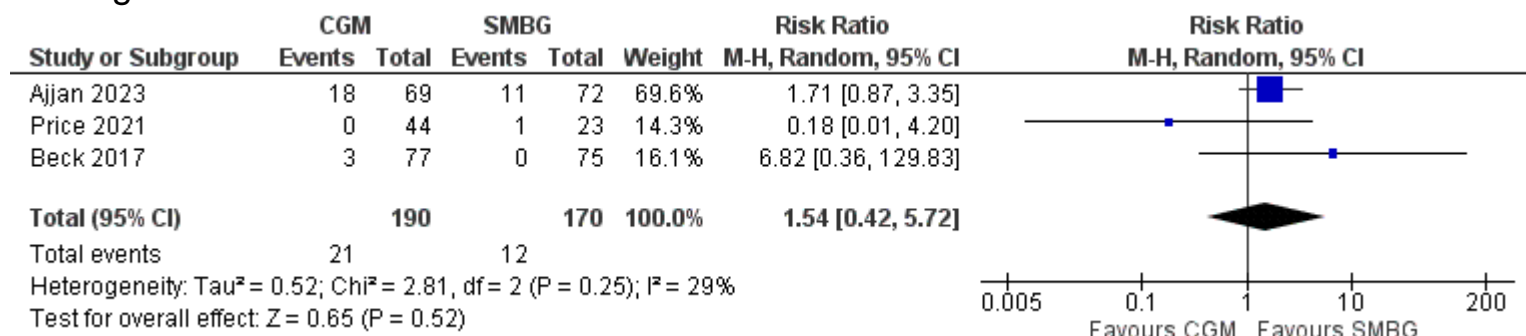 CGM SMBG Risk Ratio Risk Ratio
Study or Subgroup Events Total Events Total Weight M-H, Random, 95% CI M-H, Random, 95% CI
Ajjan 2023 18 69 11 72 69.6% 1.71 [0.87, 3.35]
Price 2021 0 44 1 23 14.3% 0.18 [0.01, 4.20]
Beck 2017 3 77 0 75 16.1% 6.82 [0.36, 129.83]
Total (95% CI) 190 170 100.0% 1.54 [0.42, 5.72]
Total events 21 12
Heterogeneity: Tau² = 0.52; Chi² = 2.81, df = 2 (P = 0.25); I² = 29%
Test for overall effect: Z = 0.65 (P = 0.52)
0.005 0.1 1 10 200
Favours CGM Favours SMBG